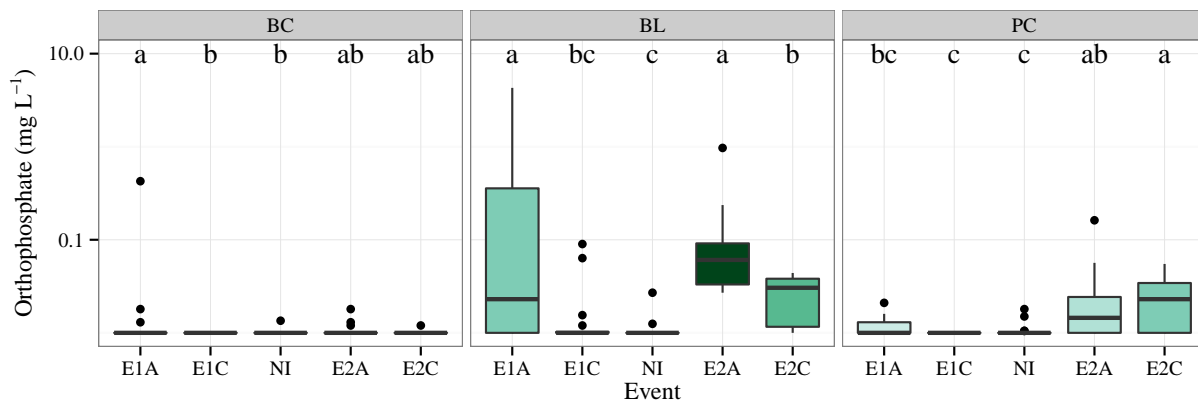 BC BL PC
10.0 a b b ab ab a bc c a b bc c c ab a
Orthophosphate (mg L⁻¹)
0.1
E1A E1C NI E2A E2C E1A E1C NI E2A E2C E1A E1C NI E2A E2C
Event